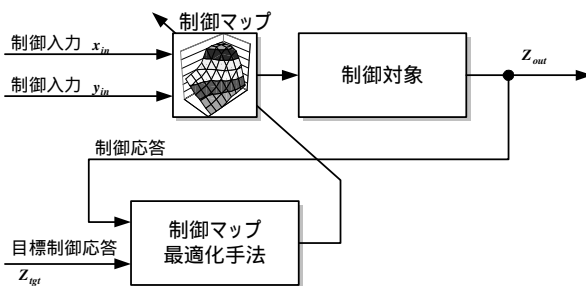 制御マップ
制御入力 x_in
制御入力 y_in
制御対象
Z_out
制御応答
制御マップ
最適化手法
目標制御応答
Z_tgt